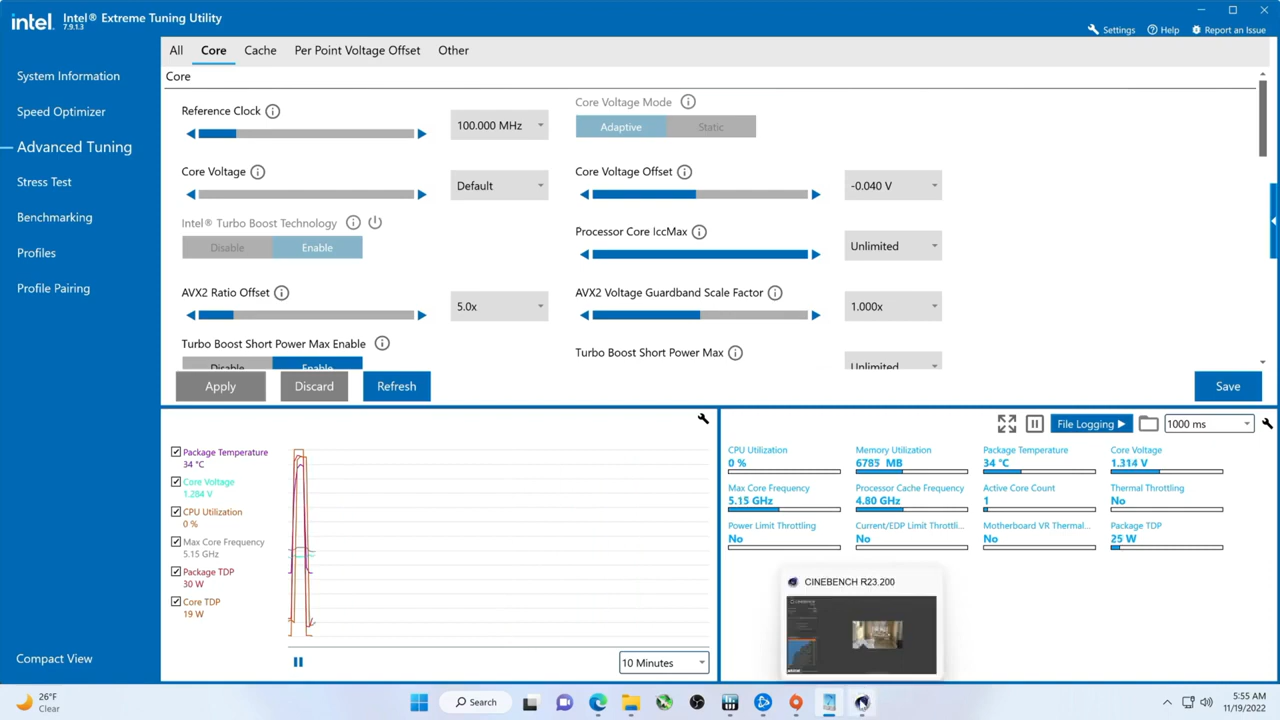 intel.
Intel® Extreme Tuning Utility
7.9.1.3
Settings
Help
Report an Issue
System Information
Speed Optimizer
Advanced Tuning
Stress Test
Benchmarking
Profiles
Profile Pairing
Compact View
All
Core
Cache
Per Point Voltage Offset
Other
Core
Reference Clock
100.000 MHz
Core Voltage Mode
Adaptive
Static
Core Voltage
Default
Core Voltage Offset
-0.040 V
Intel® Turbo Boost Technology
Disable
Enable
Processor Core IccMax
Unlimited
AVX2 Ratio Offset
5.0x
AVX2 Voltage Guardband Scale Factor
1.000x
Turbo Boost Short Power Max Enable
Disable
Enable
Turbo Boost Short Power Max
Unlimited
Apply
Discard
Refresh
Save
Package Temperature
34 °C
Core Voltage
1.284 V
CPU Utilization
0 %
Max Core Frequency
5.15 GHz
Package TDP
30 W
Core TDP
19 W
10 Minutes
File Logging
1000 ms
CPU Utilization
0 %
Memory Utilization
6785 MB
Package Temperature
34 °C
Core Voltage
1.314 V
Max Core Frequency
5.15 GHz
Processor Cache Frequency
4.80 GHz
Active Core Count
1
Thermal Throttling
No
Power Limit Throttling
No
Current/EDP Limit Throttli...
No
Motherboard VR Thermal...
No
Package TDP
25 W
CINEBENCH R23.200
26°F
Clear
Search
5:55 AM
11/19/2022